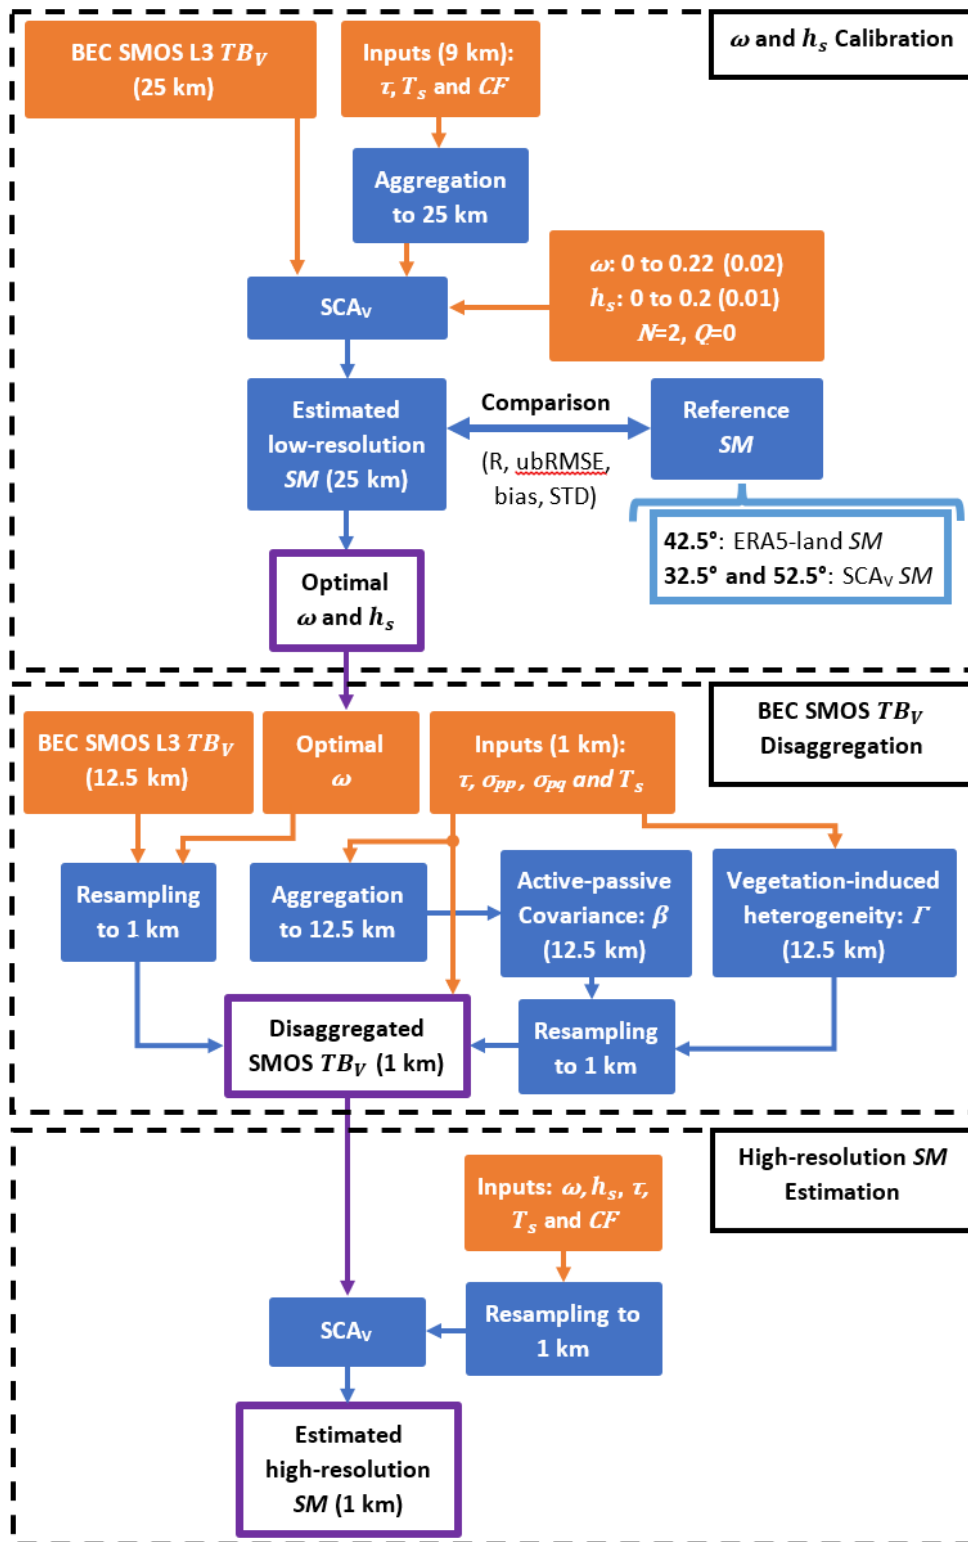 BEC SMOS L3 TB_V
(25 km)
Inputs (9 km):
τ, T_s and CF
ω and h_s Calibration
Aggregation
to 25 km
ω: 0 to 0.22 (0.02)
h_s: 0 to 0.2 (0.01)
N=2, Q=0
SCA_V
Estimated
low-resolution
SM (25 km)
Comparison
(R, ubRMSE,
bias, STD)
Reference
SM
42.5°: ERA5-land SM
32.5° and 52.5°: SCA_V SM
Optimal
ω and h_s
BEC SMOS TB_V
Disaggregation
BEC SMOS L3 TB_V
(12.5 km)
Optimal
ω
Inputs (1 km):
τ, σ_pp, σ_pq and T_s
Resampling
to 1 km
Aggregation
to 12.5 km
Active-passive
Covariance: β
(12.5 km)
Vegetation-induced
heterogeneity: Γ
(12.5 km)
Disaggregated
SMOS TB_V (1 km)
Resampling
to 1 km
High-resolution SM
Estimation
Inputs: ω, h_s, τ,
T_s and CF
SCA_V
Resampling to
1 km
Estimated
high-resolution
SM (1 km)